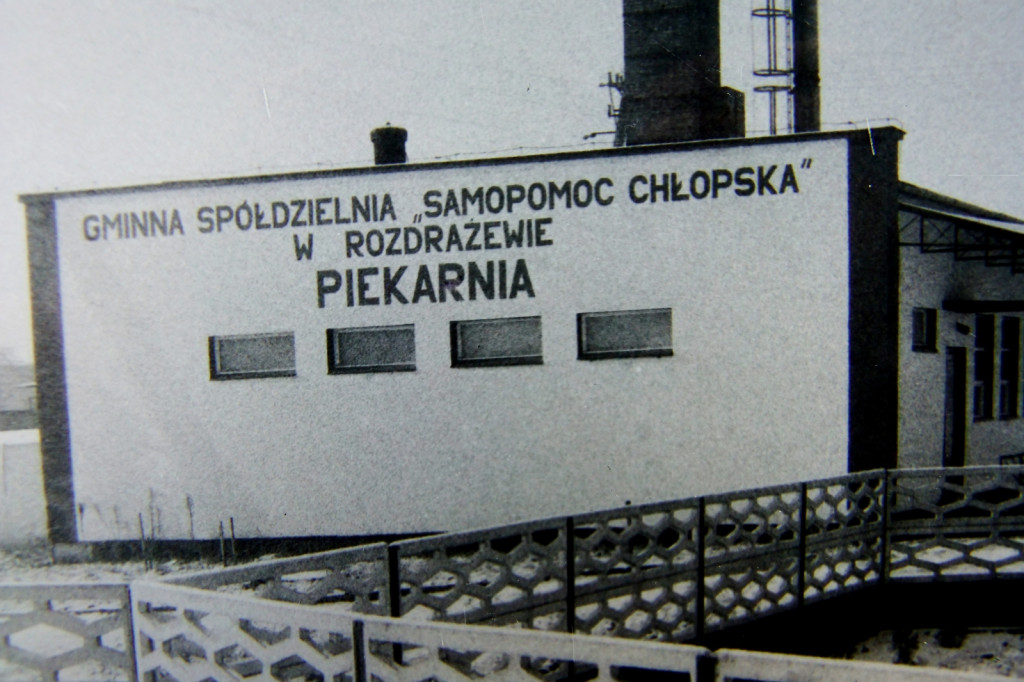 GMINNA SPÓŁDZIELNIA „SAMOPOMOC CHŁOPSKA”
W ROZDRAŻEWIE
PIEKARNIA